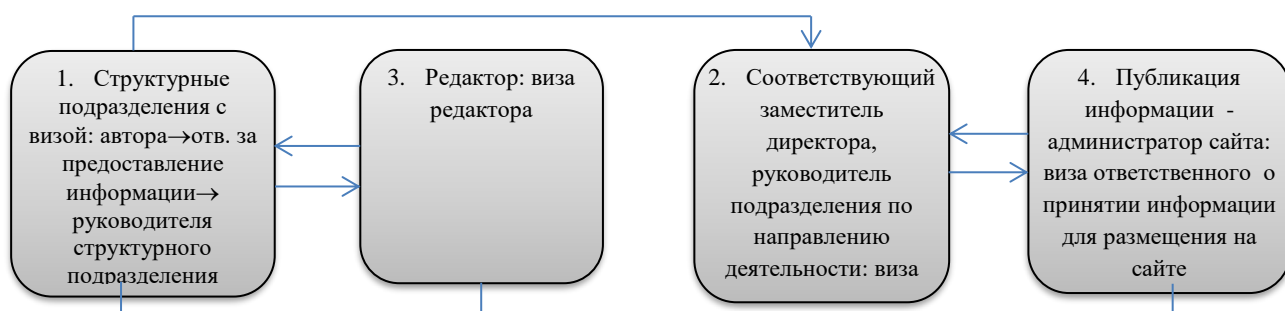 1. Структурные
подразделения с
визой: автора→отв. за
предоставление
информации→
руководителя
структурного
подразделения
3. Редактор: виза
редактора
2. Соответствующий
заместитель
директора,
руководитель
подразделения по
направлению
деятельности: виза
4. Публикация
информации -
администратор сайта:
виза ответственного о
принятии информации
для размещения на
сайте